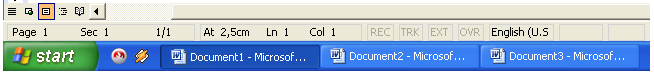 Page 1 Sec 1 1/1 At 2,5cm Ln 1 Col 1 REC TRK EXT OVR English (U.S
start Document1 - Microsof... Document2 - Microsof... Document3 - Microsof...